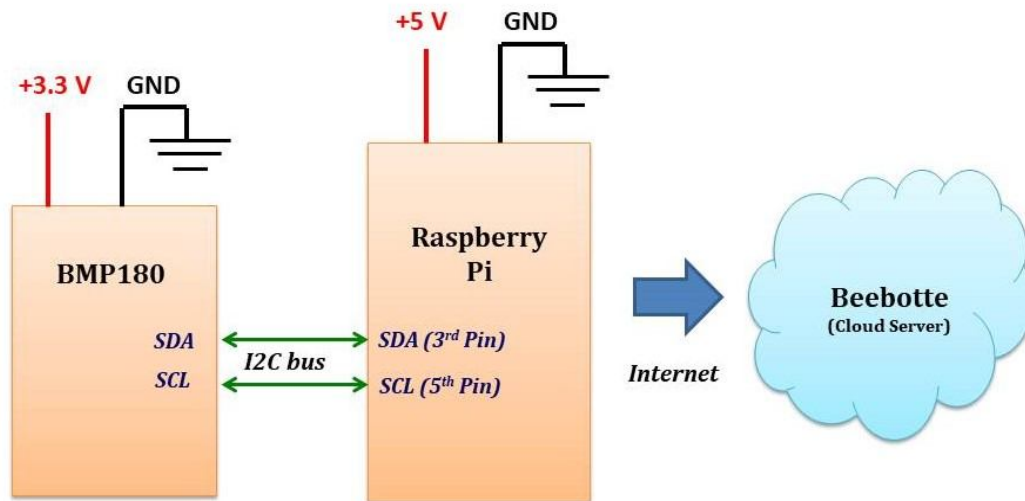 +5 V
GND
+3.3 V
GND
BMP180
SDA
SCL
I2C bus
Raspberry
Pi
SDA (3rd Pin)
SCL (5th Pin)
Internet
Beebotte
(Cloud Server)